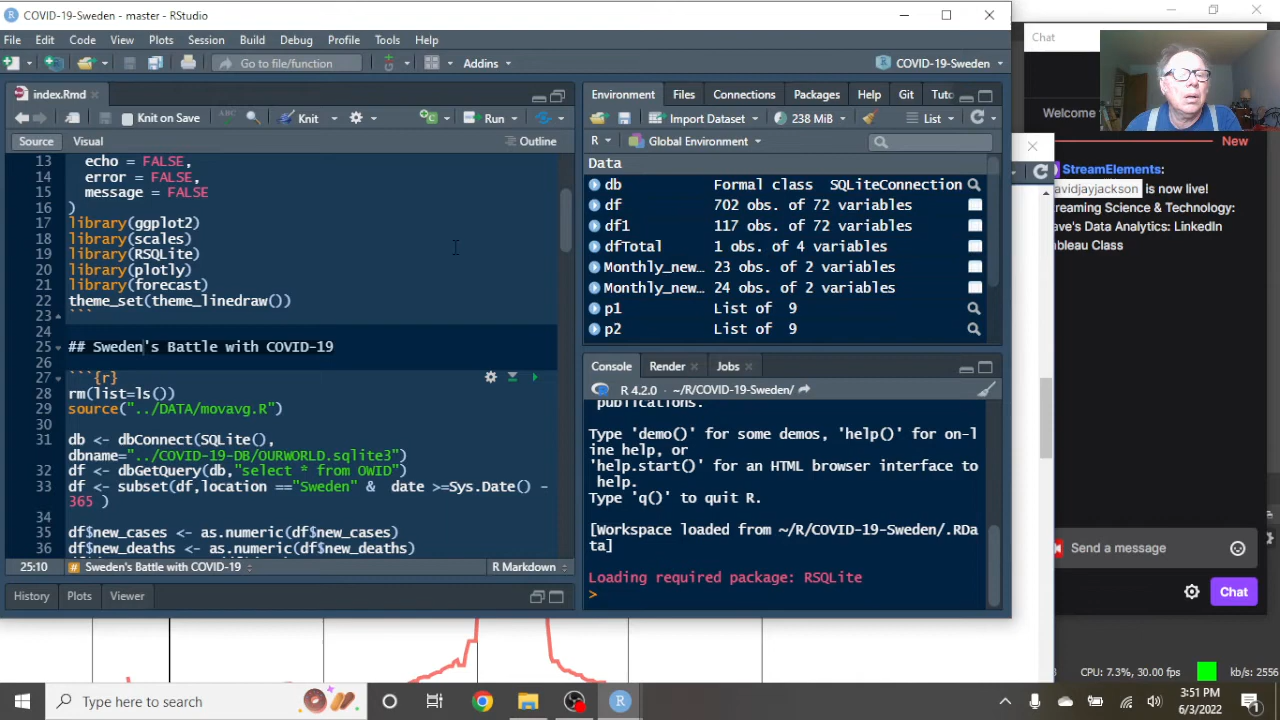 COVID-19-Sweden - master - RStudio
Chat
File Edit Code View Plots Session Build Debug Profile Tools Help
Go to file/function
Addins
COVID-19-Sweden
index.Rmd
Environment Files Connections Packages Help Git Tuto
Welcome
Knit on Save
Knit
Run
Import Dataset
238 MiB
List
Source Visual
Outline
R
Global Environment
New
StreamElements:
avidjayjackson is now live!
reaming Science & Technology:
ave's Data Analytics: LinkedIn
ableau Class
13 echo = FALSE,
14 error = FALSE,
15 message = FALSE
16 )
17 library(ggplot2)
18 library(scales)
19 library(RSQLite)
20 library(plotly)
21 library(forecast)
22 theme_set(theme_linedraw())
23 ```
24
25 ## Sweden's Battle with COVID-19
26
27 ```{r}
28 rm(list=ls())
29 source("../DATA/movavg.R")
30
31 db <- dbConnect(SQLite(),
dbname="../COVID-19-DB/OURWORLD.sqlite3")
32 df <- dbGetQuery(db,"select * from OWID")
33 df <- subset(df,location =="Sweden" & date >=Sys.Date() -
365 )
34
35 df$new_cases <- as.numeric(df$new_cases)
36 df$new_deaths <- as.numeric(df$new_deaths)
25:10 Sweden's Battle with COVID-19 R Markdown
History Plots Viewer
Data
db Formal class SQLiteConnection
df 702 obs. of 72 variables
df1 117 obs. of 72 variables
dfTotal 1 obs. of 4 variables
Monthly_new… 23 obs. of 2 variables
Monthly_new… 24 obs. of 2 variables
p1 List of 9
p2 List of 9
Console Render Jobs
R 4.2.0 · ~/R/COVID-19-Sweden/
publications.
Type 'demo()' for some demos, 'help()' for on-l
ine help, or
'help.start()' for an HTML browser interface to
help.
Type 'q()' to quit R.
[Workspace loaded from ~/R/COVID-19-Sweden/.RDa
ta]
Loading required package: RSQLite
>
Send a message
Chat
CPU: 7.3%, 30.00 fps
kb/s: 2556
Type here to search
3:51 PM
6/3/2022
1